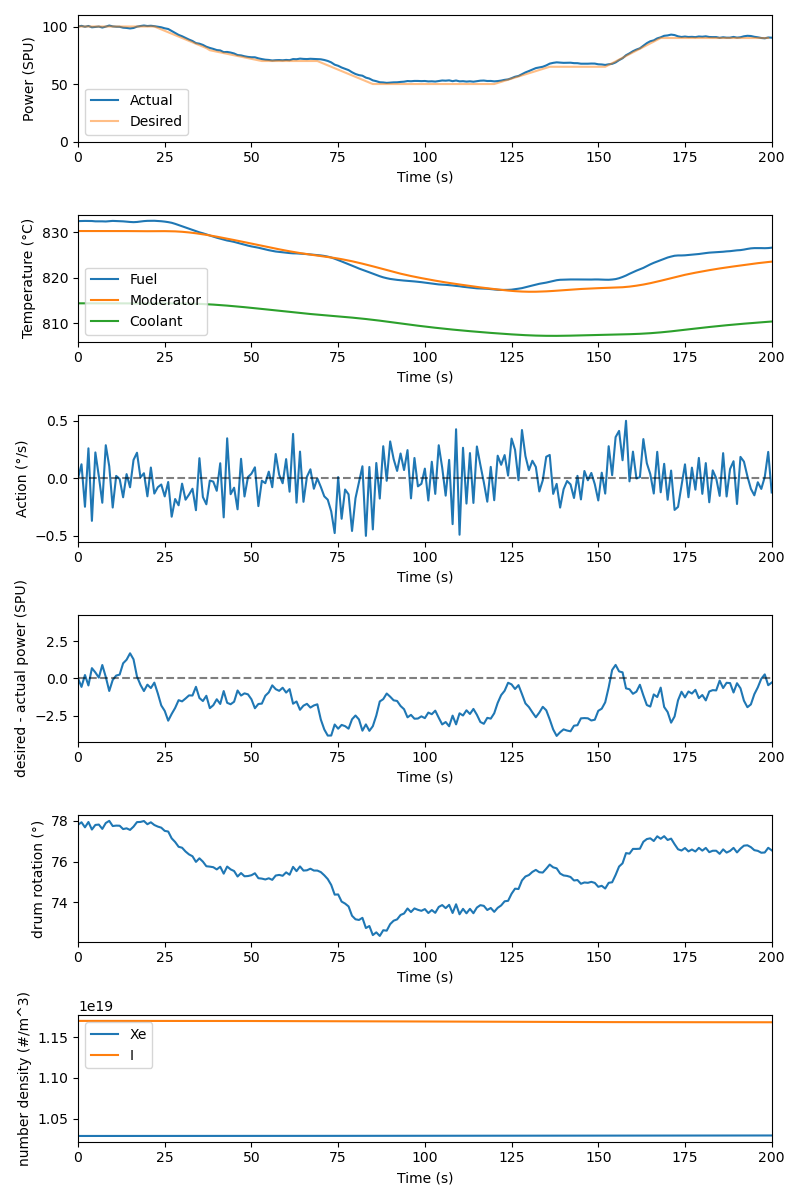 Power (SPU)
100
50
0
Actual
Desired
0 25 50 75 100 125 150 175 200
Time (s)
Temperature (°C)
830
820
810
Fuel
Moderator
Coolant
0 25 50 75 100 125 150 175 200
Time (s)
Action (°/s)
0.5
0.0
−0.5
0 25 50 75 100 125 150 175 200
Time (s)
desired - actual power (SPU)
2.5
0.0
−2.5
0 25 50 75 100 125 150 175 200
Time (s)
drum rotation (°)
78
76
74
0 25 50 75 100 125 150 175 200
Time (s)
number density (#/m^3)
1e19
1.15
1.10
1.05
Xe
I
0 25 50 75 100 125 150 175 200
Time (s)